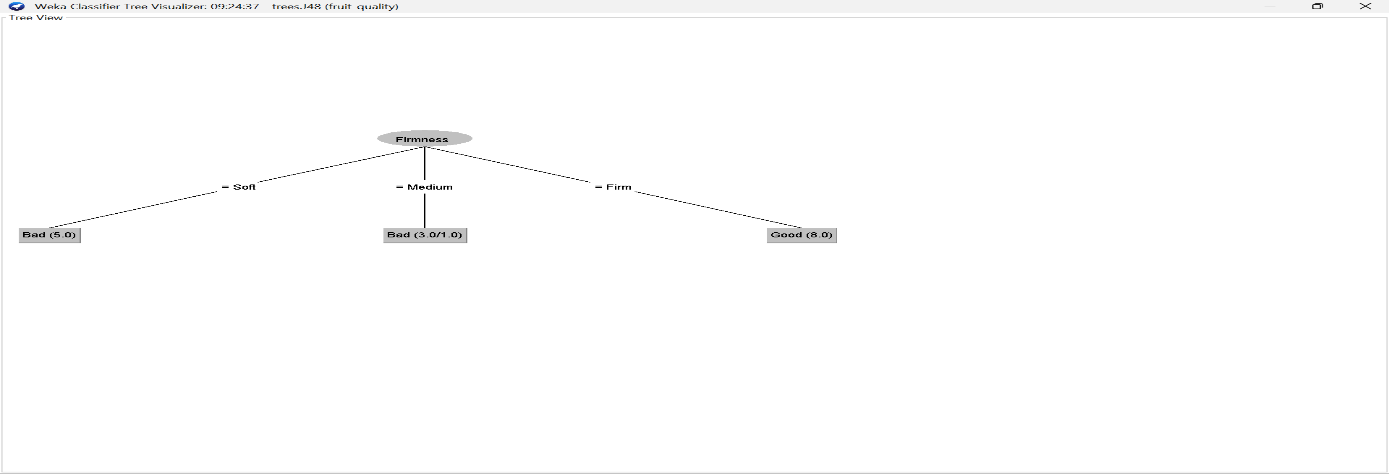 Weka Classifier Tree Visualizer: 09:24:37 - trees.J48 (fruit_quality)
Tree View
Firmness
= Soft = Medium = Firm
Bad (5.0) Bad (3.0/1.0) Good (8.0)